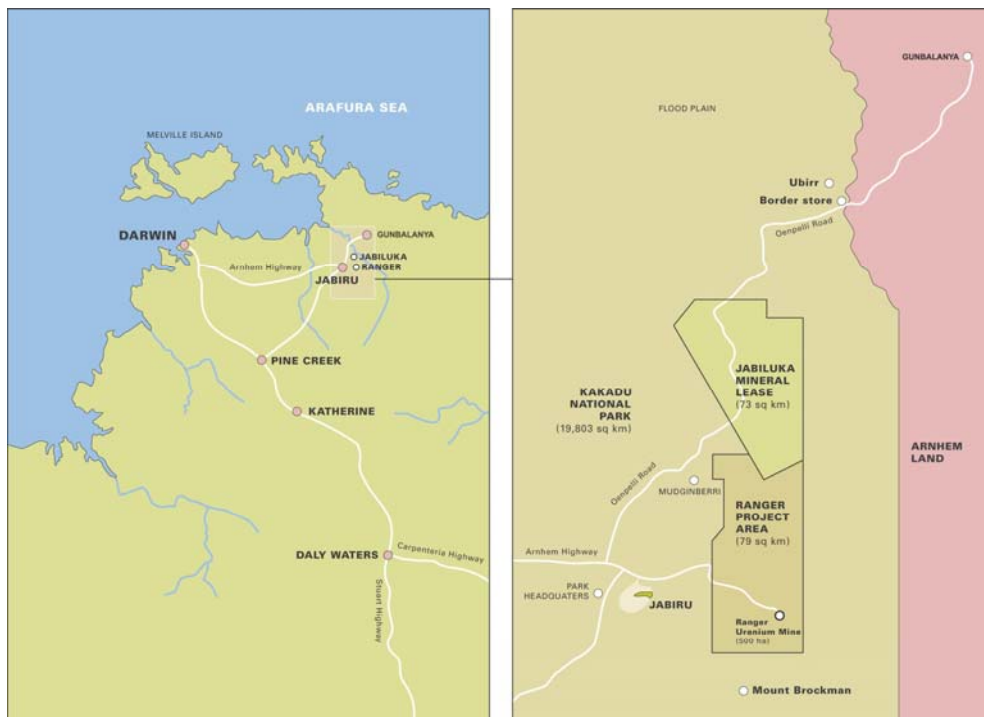 ARAFURA SEA
MELVILLE ISLAND
DARWIN
GUNBALANYA
JABILUKA
RANGER
Arnhem Highway
JABIRU
PINE CREEK
KATHERINE
DALY WATERS
Carpenteria Highway
Stuart Highway
GUNBALANYA
FLOOD PLAIN
Ubirr
Border store
Oenpelli Road
JABILUKA
MINERAL
LEASE
(73 sq km)
KAKADU
NATIONAL
PARK
(19,803 sq km)
ARNHEM
LAND
Oenpelli Road
MUDGINBERRI
RANGER
PROJECT
AREA
(79 sq km)
Arnhem Highway
PARK
HEADQUATERS
JABIRU
Ranger
Uranium Mine
(500 ha)
Mount Brockman